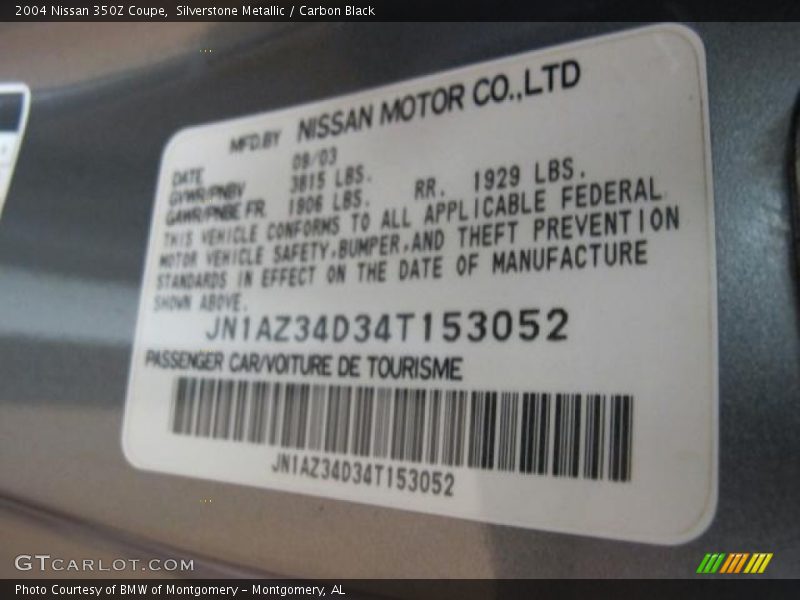 2004 Nissan 350Z Coupe,  Silverstone Metallic / Carbon Black
MFD.BY NISSAN MOTOR CO.,LTD
DATE 09/03
GVWR/PNBV 3815 LBS.
GAWR/PNBE FR. 1906 LBS. RR. 1929 LBS.
THIS VEHICLE CONFORMS TO ALL APPLICABLE FEDERAL
MOTOR VEHICLE SAFETY,BUMPER,AND THEFT PREVENTION
STANDARDS IN EFFECT ON THE DATE OF MANUFACTURE
SHOWN ABOVE.
JN1AZ34D34T153052
PASSENGER CAR/VOITURE DE TOURISME
JN1AZ34D34T153052
GTCARLOT.COM
Photo Courtesy of BMW of Montgomery – Montgomery, AL